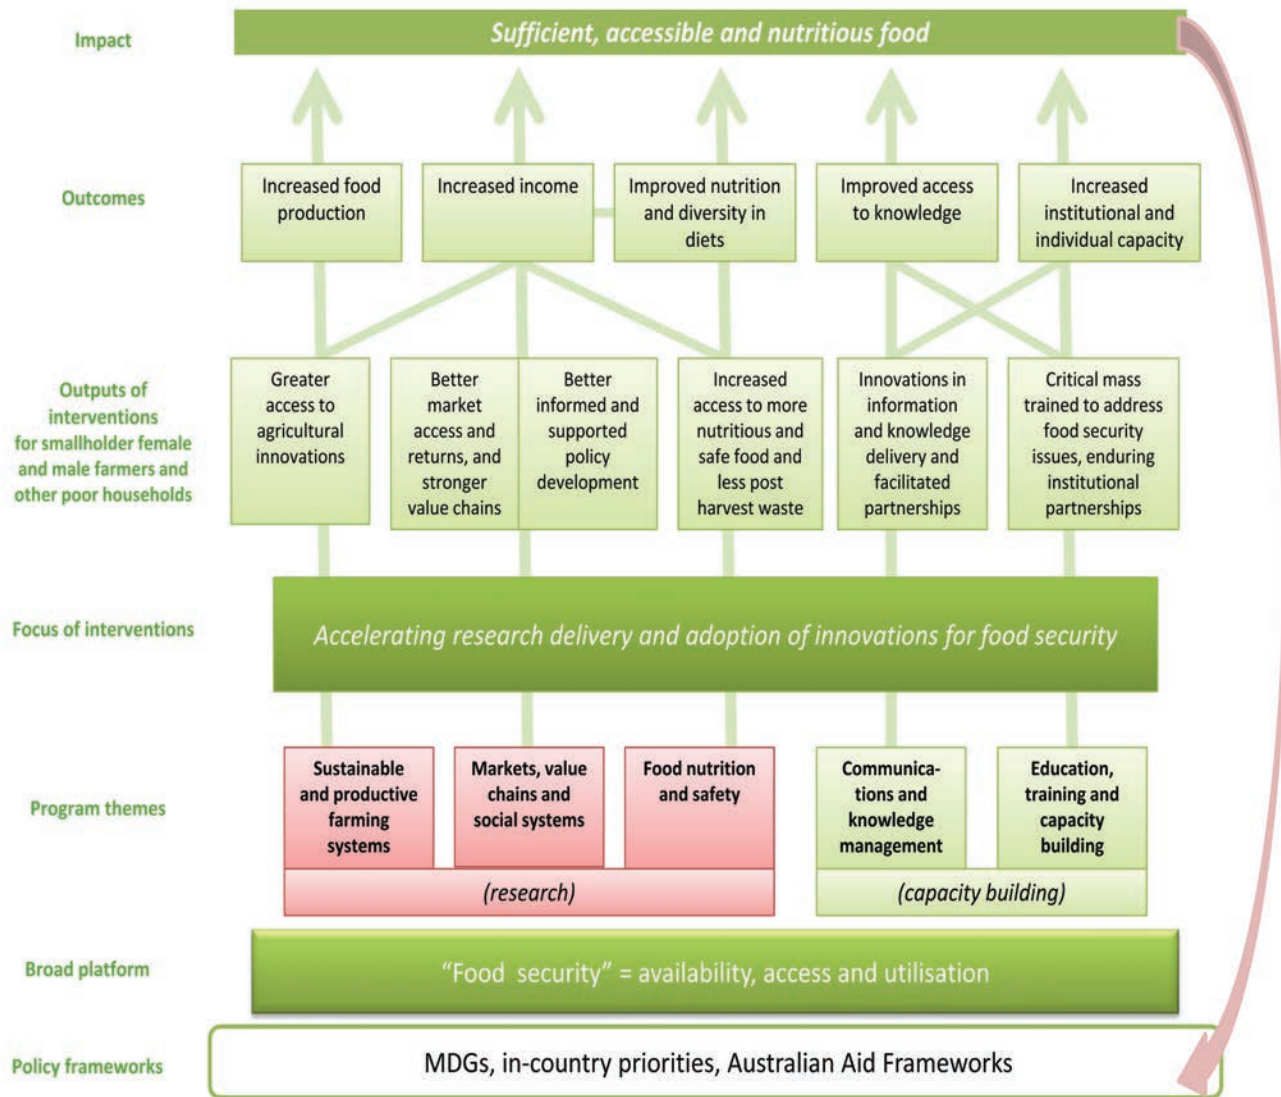 Impact
Sufficient, accessible and nutritious food
Outcomes
Increased food
production
Increased income
Improved nutrition
and diversity in
diets
Improved access
to knowledge
Increased
institutional and
individual capacity
Outputs of
interventions
for smallholder female
and male farmers and
other poor households
Greater
access to
agricultural
innovations
Better
market
access and
returns, and
stronger
value chains
Better
informed and
supported
policy
development
Increased
access to more
nutritious and
safe food and
less post
harvest waste
Innovations in
information
and knowledge
delivery and
facilitated
partnerships
Critical mass
trained to address
food security
issues, enduring
institutional
partnerships
Focus of interventions
Accelerating research delivery and adoption of innovations for food security
Program themes
Sustainable
and productive
farming
systems
Markets, value
chains and
social systems
Food nutrition
and safety
(research)
Communica-
tions and
knowledge
management
Education,
training and
capacity
building
(capacity building)
Broad platform
“Food security” = availability, access and utilisation
Policy frameworks
MDGs, in-country priorities, Australian Aid Frameworks